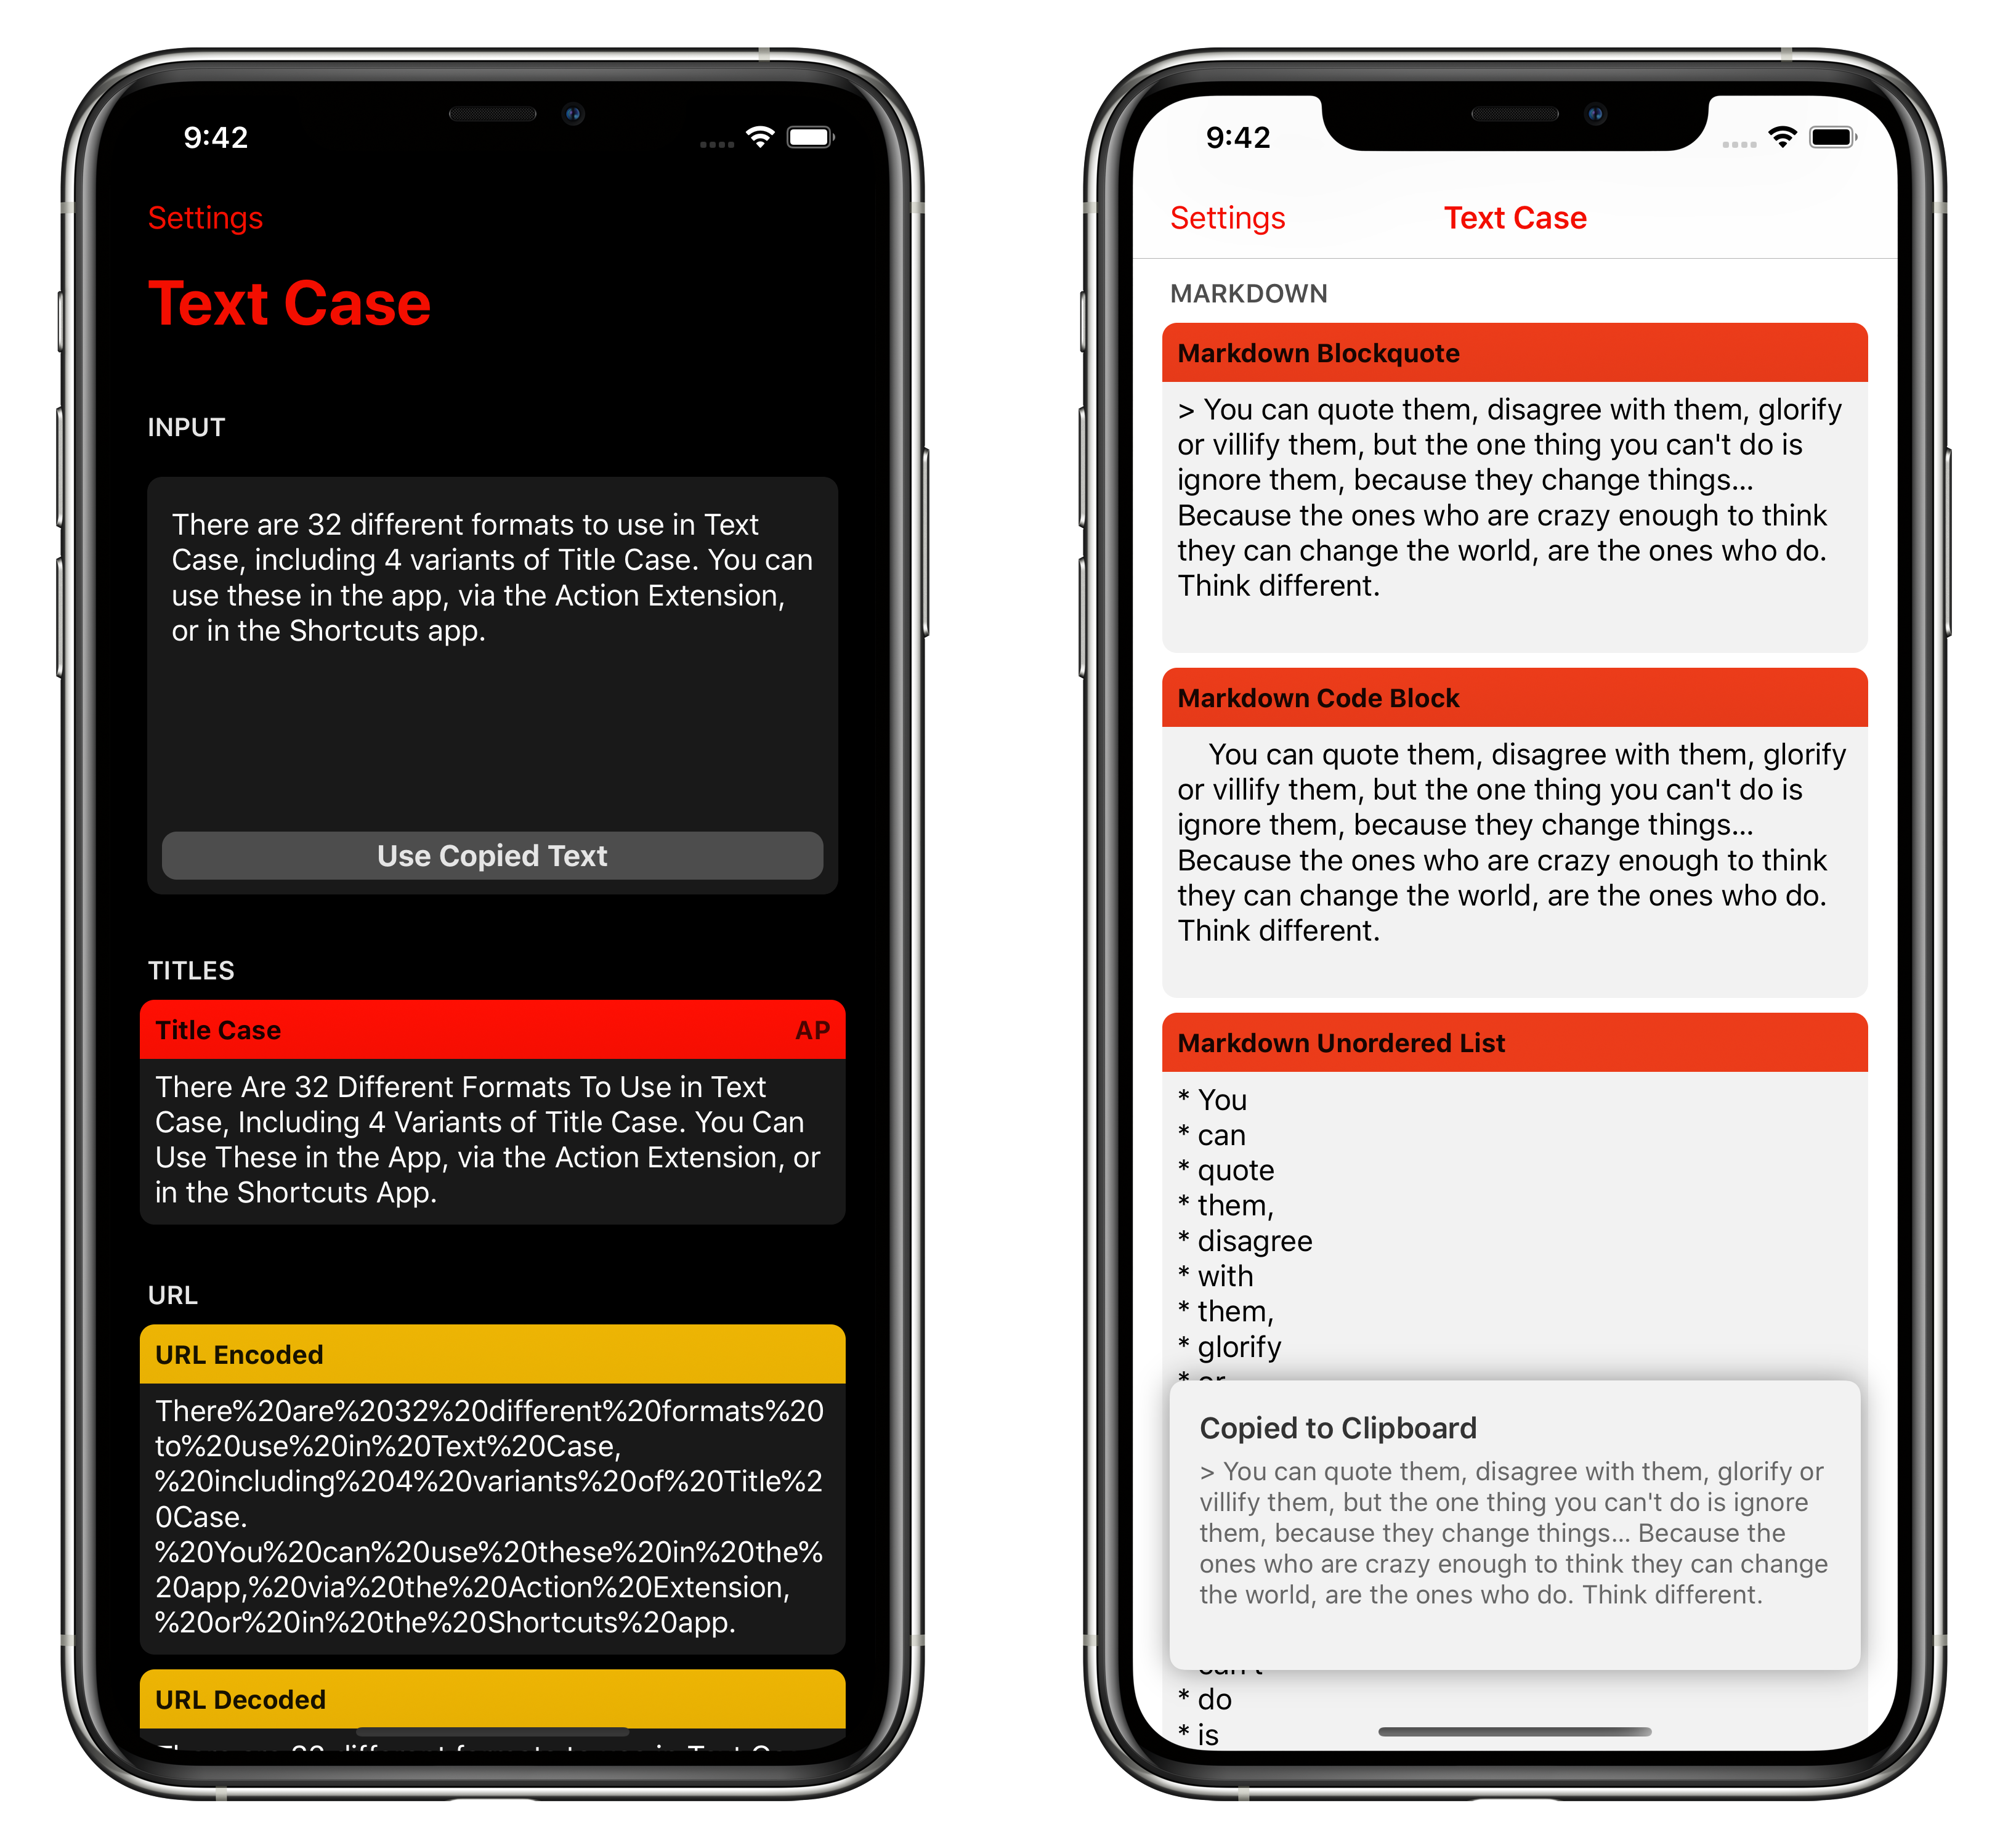 9:42
Settings
Text Case
INPUT
There are 32 different formats to use in Text
Case, including 4 variants of Title Case. You can
use these in the app, via the Action Extension,
or in the Shortcuts app.
Use Copied Text
TITLES
Title Case AP
There Are 32 Different Formats To Use in Text
Case, Including 4 Variants of Title Case. You Can
Use These in the App, via the Action Extension, or
in the Shortcuts App.
URL
URL Encoded
There%20are%2032%20different%20formats%20
to%20use%20in%20Text%20Case,
%20including%204%20variants%20of%20Title%2
0Case.
%20You%20can%20use%20these%20in%20the%
20app,%20via%20the%20Action%20Extension,
%20or%20in%20the%20Shortcuts%20app.
URL Decoded
9:42
Settings Text Case
MARKDOWN
Markdown Blockquote
> You can quote them, disagree with them, glorify
or villify them, but the one thing you can't do is
ignore them, because they change things...
Because the ones who are crazy enough to think
they can change the world, are the ones who do.
Think different.
Markdown Code Block
You can quote them, disagree with them, glorify
or villify them, but the one thing you can't do is
ignore them, because they change things...
Because the ones who are crazy enough to think
they can change the world, are the ones who do.
Think different.
Markdown Unordered List
* You
* can
* quote
* them,
* disagree
* with
* them,
* glorify
* or
Copied to Clipboard
> You can quote them, disagree with them, glorify or
villify them, but the one thing you can't do is ignore
them, because they change things... Because the
ones who are crazy enough to think they can change
the world, are the ones who do. Think different.
* do
* is